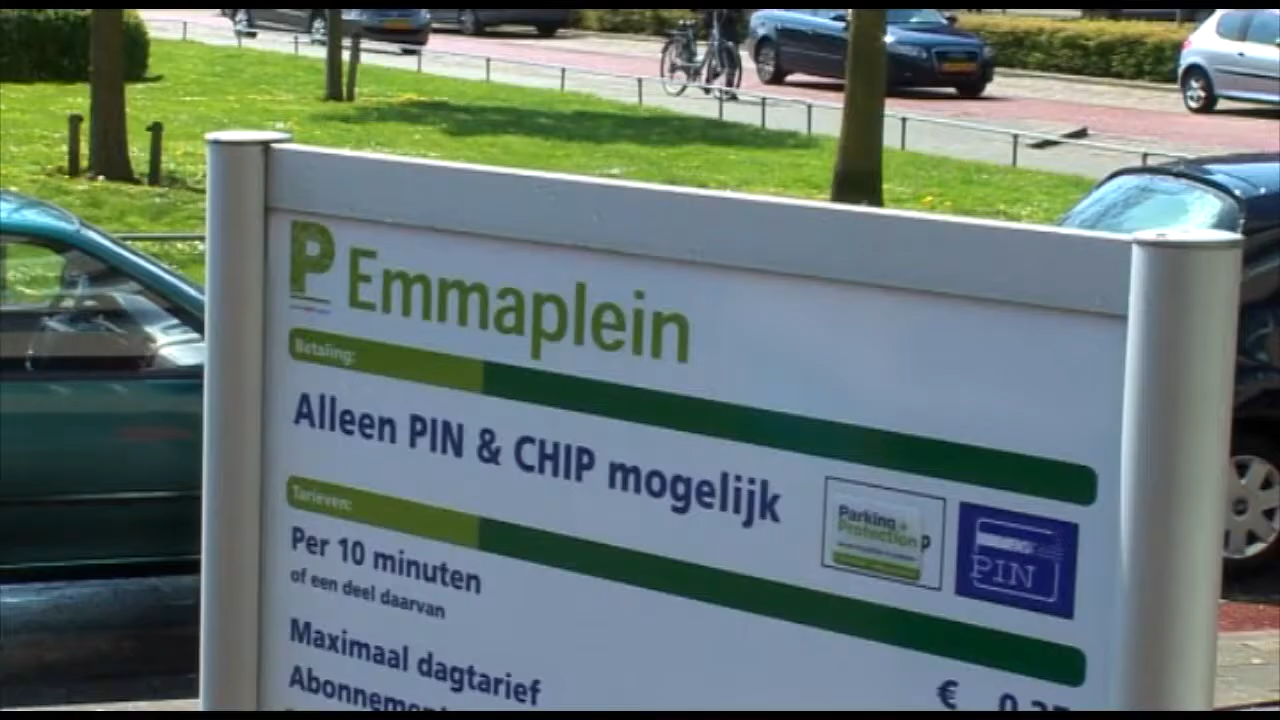 P Emmaplein
Betaling:
Alleen PIN & CHIP mogelijk
Parking +
Protection
PIN
Tarieven:
Per 10 minuten
of een deel daarvan
€
Maximaal dagtarief